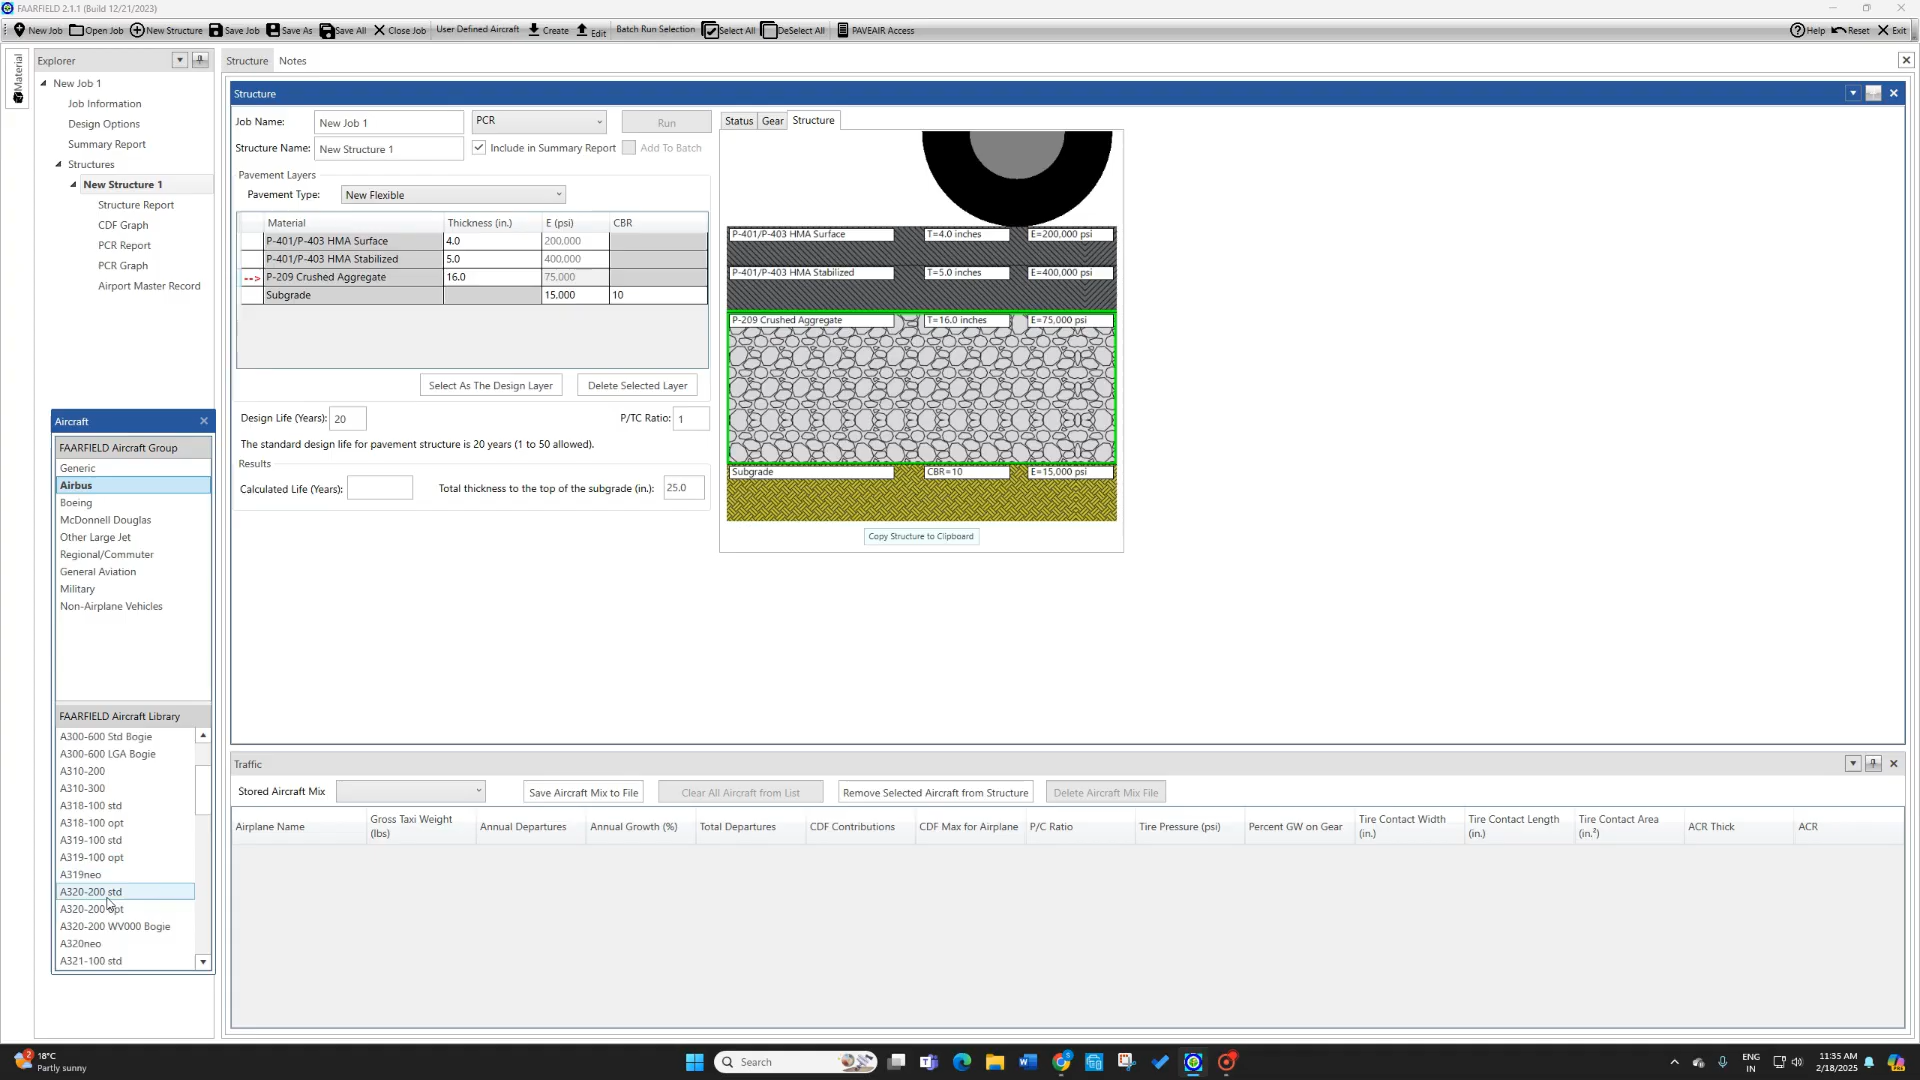 FAARFIELD 2.1.1 (Build 12/21/2023)
New Job Open Job New Structure Save Job Save As Save All Close Job User Defined Aircraft Create Edit Batch Run Selection Select All DeSelect All PAVEAIR Access Help Reset Exit
Material
Explorer
New Job 1
Job Information
Design Options
Summary Report
Structures
New Structure 1
Structure Report
CDF Graph
PCR Report
PCR Graph
Airport Master Record
Aircraft
FAARFIELD Aircraft Group
Generic
Airbus
Boeing
McDonnell Douglas
Other Large Jet
Regional/Commuter
General Aviation
Military
Non-Airplane Vehicles
FAARFIELD Aircraft Library
A300-600 Std Bogie
A300-600 LGA Bogie
A310-200
A310-300
A318-100 std
A318-100 opt
A319-100 std
A319-100 opt
A319neo
A320-200 std
A320-200 opt
A320-200 WV000 Bogie
A320neo
A321-100 std
Structure Notes
Structure
Job Name: New Job 1 PCR Run
Structure Name: New Structure 1 Include in Summary Report Add To Batch
Pavement Layers
Pavement Type: New Flexible
Material Thickness (in.) E (psi) CBR
P-401/P-403 HMA Surface 4.0 200,000
P-401/P-403 HMA Stabilized 5.0 400,000
--> P-209 Crushed Aggregate 16.0 75,000
Subgrade 15,000 10
Select As The Design Layer Delete Selected Layer
Design Life (Years): 20 P/TC Ratio: 1
The standard design life for pavement structure is 20 years (1 to 50 allowed).
Results
Calculated Life (Years): Total thickness to the top of the subgrade (in.): 25.0
Status Gear Structure
P-401/P-403 HMA Surface T=4.0 inches E=200,000 psi
P-401/P-403 HMA Stabilized T=5.0 inches E=400,000 psi
P-209 Crushed Aggregate T=16.0 inches E=75,000 psi
Subgrade CBR=10 E=15,000 psi
Copy Structure to Clipboard
Traffic
Stored Aircraft Mix Save Aircraft Mix to File Clear All Aircraft from List Remove Selected Aircraft from Structure Delete Aircraft Mix File
Airplane Name Gross Taxi Weight (lbs) Annual Departures Annual Growth (%) Total Departures CDF Contributions CDF Max for Airplane P/C Ratio Tire Pressure (psi) Percent GW on Gear Tire Contact Width (in.) Tire Contact Length (in.) Tire Contact Area (in.²) ACR Thick ACR
2
18°C
Partly sunny
Search
ENG
IN
11:35 AM
2/18/2025